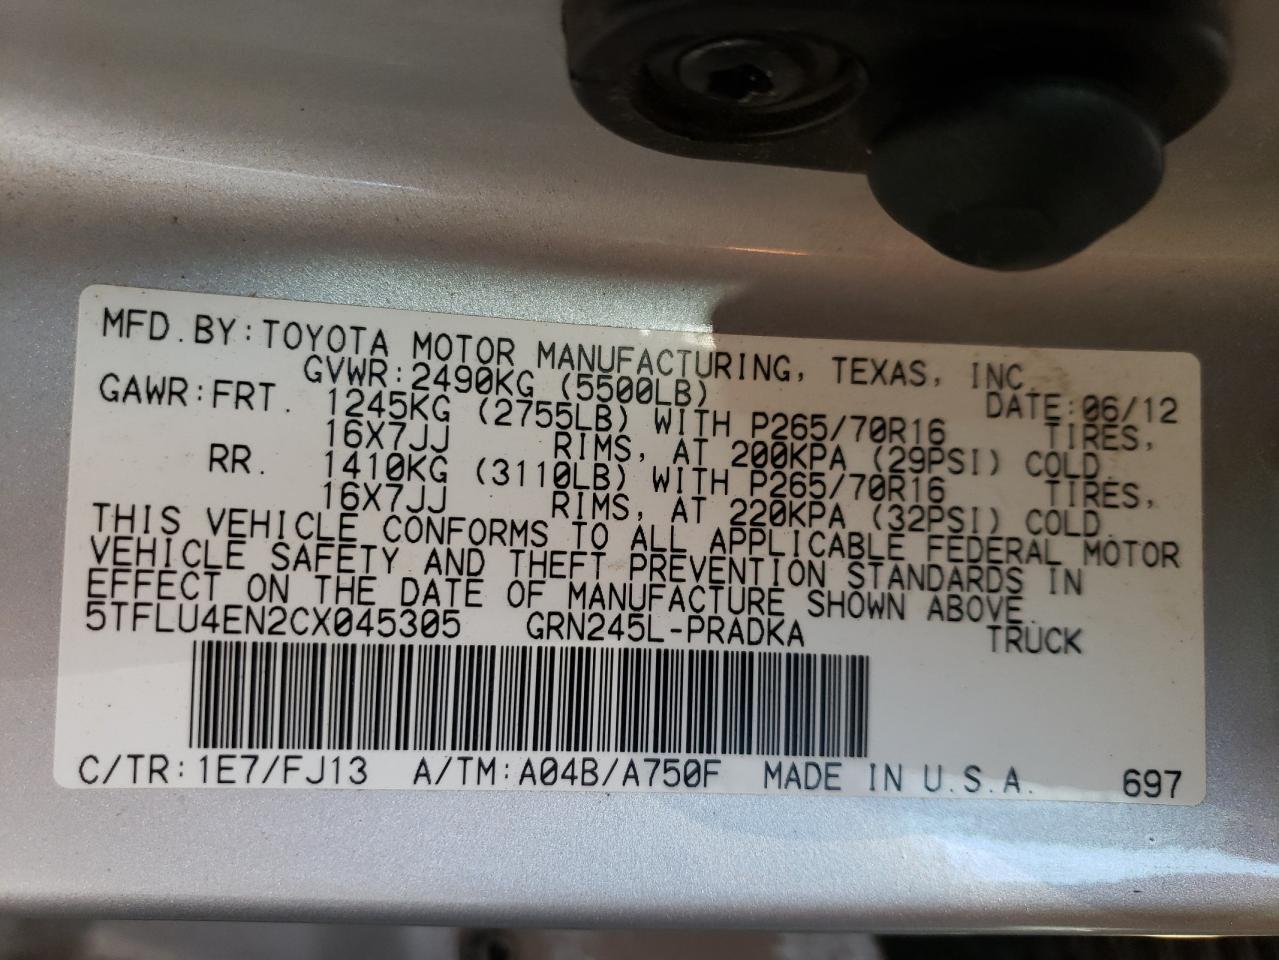 MFD. BY: TOYOTA MOTOR MANUFACTURING, TEXAS, INC.
GVWR: 2490KG (5500LB) DATE: 06/12
GAWR: FRT. 1245KG (2755LB) WITH P265/70R16 TIRES,
16X7JJ RIMS, AT 200KPA (29PSI) COLD.
RR. 1410KG (3110LB) WITH P265/70R16 TIRES,
16X7JJ RIMS, AT 220KPA (32PSI) COLD.
THIS VEHICLE CONFORMS TO ALL APPLICABLE FEDERAL MOTOR
VEHICLE SAFETY AND THEFT PREVENTION STANDARDS IN
EFFECT ON THE DATE OF MANUFACTURE SHOWN ABOVE.
5TFLU4EN2CX045305 GRN245L-PRADKA TRUCK
C/TR: 1E7/FJ13 A/TM: A04B/A750F MADE IN U.S.A. 697